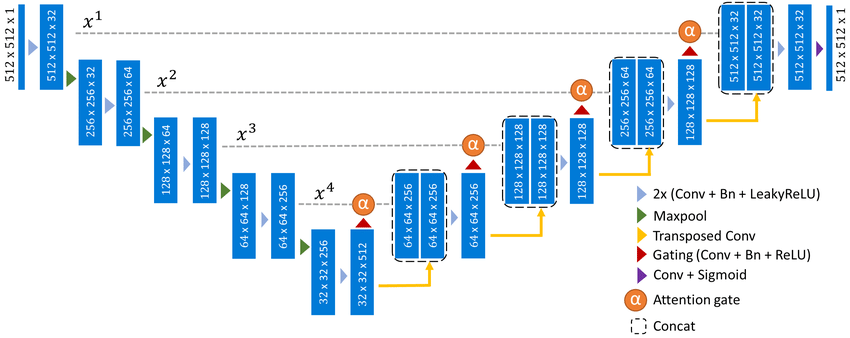 512 x 512 x 1
512 x 512 x 32
x¹
α
512 x 512 x 32
512 x 512 x 32
512 x 512 x 32
512 x 512 x 1
256 x 256 x 32
256 x 256 x 64
x²
α
256 x 256 x 64
256 x 256 x 64
128 x 128 x 128
128 x 128 x 64
128 x 128 x 128
x³
α
128 x 128 x 128
128 x 128 x 128
128 x 128 x 128
64 x 64 x 128
64 x 64 x 256
x⁴
α
64 x 64 x 256
64 x 64 x 256
64 x 64 x 256
32 x 32 x 256
32 x 32 x 512
2x (Conv + Bn + LeakyReLU)
Maxpool
Transposed Conv
Gating (Conv + Bn + ReLU)
Conv + Sigmoid
α
Attention gate
Concat